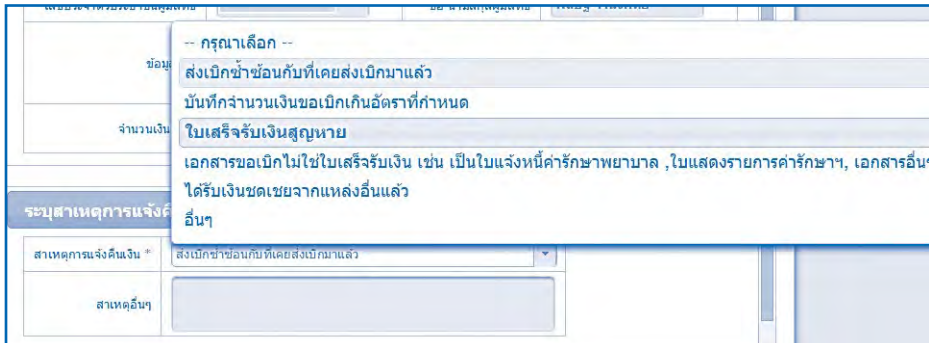 -- กรุณาเลือก --
ข้อมู
ส่งเบิกซ้ำซ้อนกับที่เคยส่งเบิกมาแล้ว
บันทึกจำนวนเงินขอเบิกเกินอัตราที่กำหนด
จำนวนเงิน
ใบเสร็จรับเงินสูญหาย
เอกสารขอเบิกไม่ใช่ใบเสร็จรับเงิน เช่น เป็นใบแจ้งหนี้ค่ารักษาพยาบาล ,ใบแสดงรายการค่ารักษาฯ, เอกสารอื่นๆ
ได้รับเงินชดเชยจากแหล่งอื่นแล้ว
ระบุสาเหตุการแจ้งคื
อื่นๆ
สาเหตุการแจ้งคืนเงิน * ส่งเบิกซ้ำซ้อนกับที่เคยส่งเบิกมาแล้ว
สาเหตุอื่นๆ